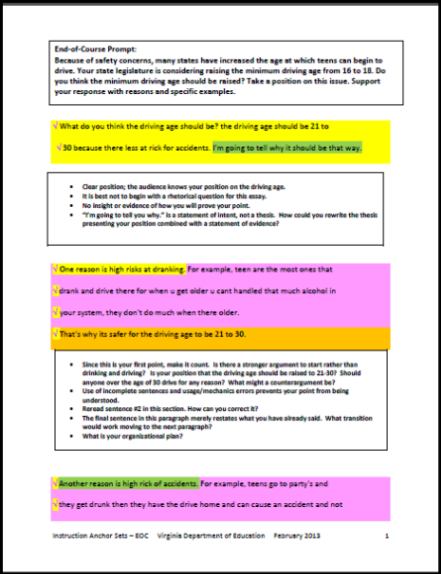 End-of-Course Prompt:
Because of safety concerns, many states have increased the age at which teens can begin to
drive. Your state legislature is considering raising the minimum driving age from 16 to 18. Do
you think the minimum driving age should be raised? Take a position on this issue. Support
your response with reasons and specific examples.
√ What do you think the driving age should be? the driving age should be 21 to
√30 because there less at risk for accidents. I'm going to tell why it should be that way.
• Clear position; the audience knows your position on the driving age.
• It is best not to begin with a rhetorical question for this essay.
• No insight or evidence of how you will prove your point.
• "I'm going to tell you why." is a statement of intent, not a thesis. How could you rewrite the thesis
presenting your position combined with a statement of evidence?
√ One reason is high risks at dranking. For example, teen are the most ones that
√drank and drive there for when u get older u cant handled that much alcohol in
√your system, they don't do much when there older.
√ That's why its safer for the driving age to be 21 to 30.
• Since this is your first point, make it count. Is there a stronger argument to start rather than
drinking and driving? Is your position that the driving age should be raised to 21-30? Should
anyone over the age of 30 drive for any reason? What might a counterargument be?
• Use of incomplete sentences and usage/mechanics errors prevents your point from being
understood.
• Reread sentence #2 in this section. How can you correct it?
• The final sentence in this paragraph merely restates what you have already said. What transition
would work moving to the next paragraph?
• What is your organizational plan?
√Another reason is high rick of accidents. For example, teens go to party's and
√they get drunk then they have the drive home and can cause an accident and not
Instruction Anchor Sets – EOC Virginia Department of Education February 2013 1